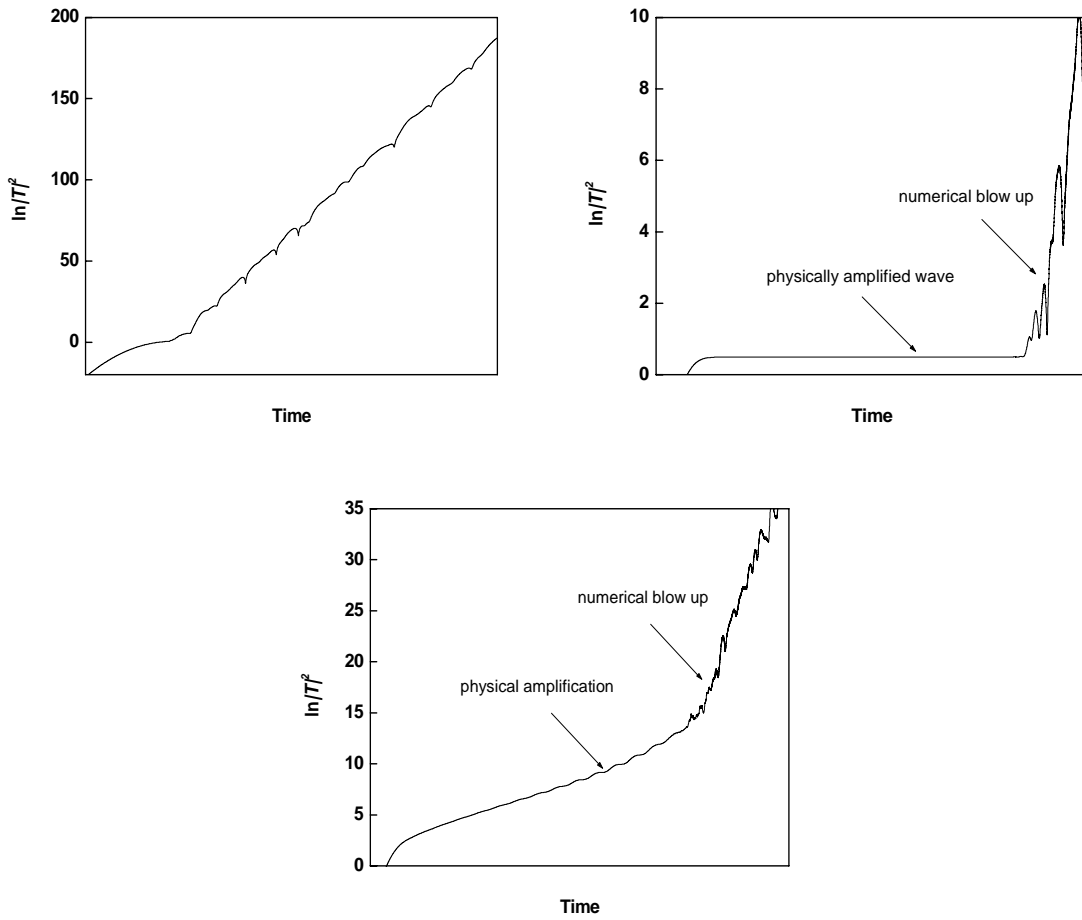 200
150
100
50
0
ln|T|²
Time
10
8
6
4
2
0
ln|T|²
numerical blow up
physically amplified wave
Time
35
30
25
20
15
10
5
0
ln|T|²
numerical blow up
physical amplification
Time